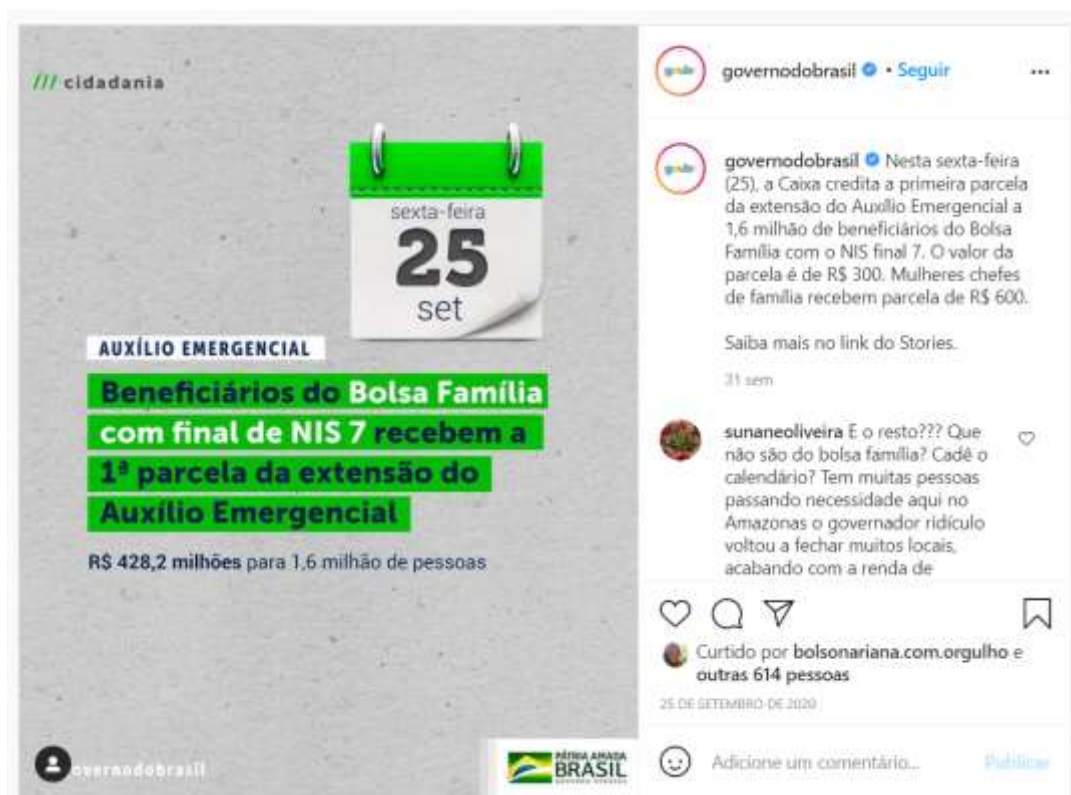 /// cidadania
sexta-feira
25
set
AUXÍLIO EMERGENCIAL
Beneficiários do Bolsa Família
com final de NIS 7 recebem a
1ª parcela da extensão do
Auxílio Emergencial
R$ 428,2 milhões para 1,6 milhão de pessoas
PÁTRIA AMADA
BRASIL
governodobrasil • Seguir
governodobrasil Nesta sexta-feira
(25), a Caixa credita a primeira parcela
da extensão do Auxílio Emergencial a
1,6 milhão de beneficiários do Bolsa
Família com o NIS final 7. O valor da
parcela é de R$ 300. Mulheres chefes
de família recebem parcela de R$ 600.
Saiba mais no link do Stories.
31 sem
sunaneoliveira E o resto??? Que
não são do bolsa família? Cadê o
calendário? Tem muitas pessoas
passando necessidade aqui no
Amazonas o governador ridículo
voltou a fechar muitos locais,
acabando com a renda de
Curtido por bolsonariana.com.orgulho e
outras 614 pessoas
25 DE SETEMBRO DE 2020
Adicione um comentário... Publicar